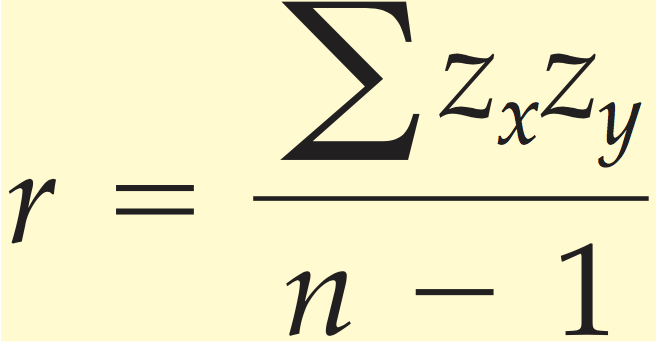 r = ∑ z_x z_y
n − 1